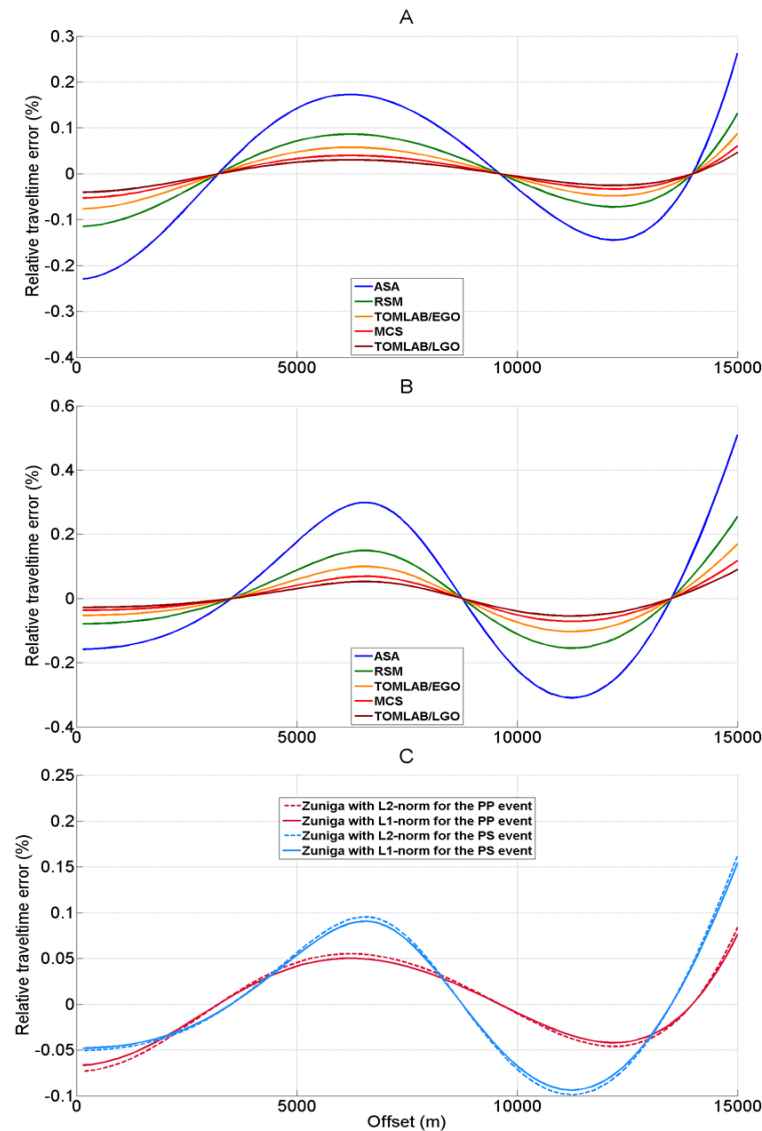 A
Relative traveltime error (%)
0.3
0.2
0.1
0
-0.1
-0.2
-0.3
-0.4
ASA
RSM
TOMLAB/EGO
MCS
TOMLAB/LGO
0 5000 10000 15000
B
Relative traveltime error (%)
0.6
0.4
0.2
0
-0.2
-0.4
ASA
RSM
TOMLAB/EGO
MCS
TOMLAB/LGO
0 5000 10000 15000
C
Relative traveltime error (%)
0.25
0.2
0.15
0.1
0.05
0
-0.05
-0.1
Zuniga with L2-norm for the PP event
Zuniga with L1-norm for the PP event
Zuniga with L2-norm for the PS event
Zuniga with L1-norm for the PS event
0 5000 10000 15000
Offset (m)